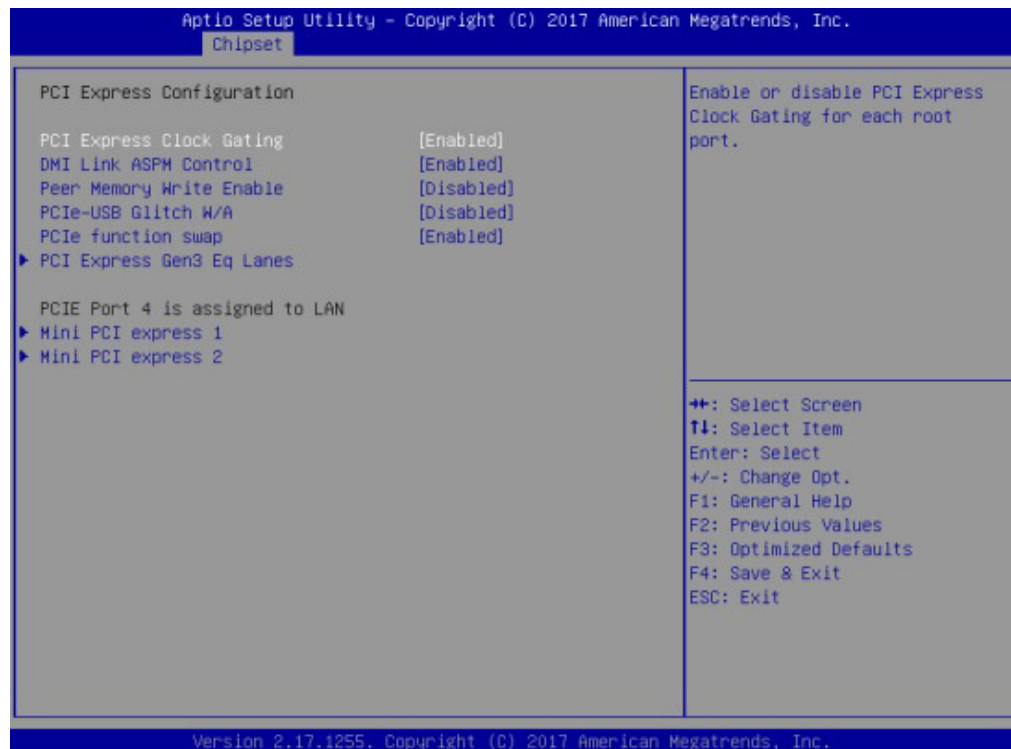 Aptio Setup Utility – Copyright (C) 2017 American Megatrends, Inc.
Chipset
PCI Express Configuration
PCI Express Clock Gating [Enabled]
DMI Link ASPM Control [Enabled]
Peer Memory Write Enable [Disabled]
PCIe-USB Glitch W/A [Disabled]
PCIe function swap [Enabled]
▶ PCI Express Gen3 Eq Lanes
PCIE Port 4 is assigned to LAN
▶ Mini PCI express 1
▶ Mini PCI express 2
Enable or disable PCI Express
Clock Gating for each root
port.
→←: Select Screen
↑↓: Select Item
Enter: Select
+/-: Change Opt.
F1: General Help
F2: Previous Values
F3: Optimized Defaults
F4: Save & Exit
ESC: Exit
Version 2.17.1255. Copyright (C) 2017 American Megatrends, Inc.